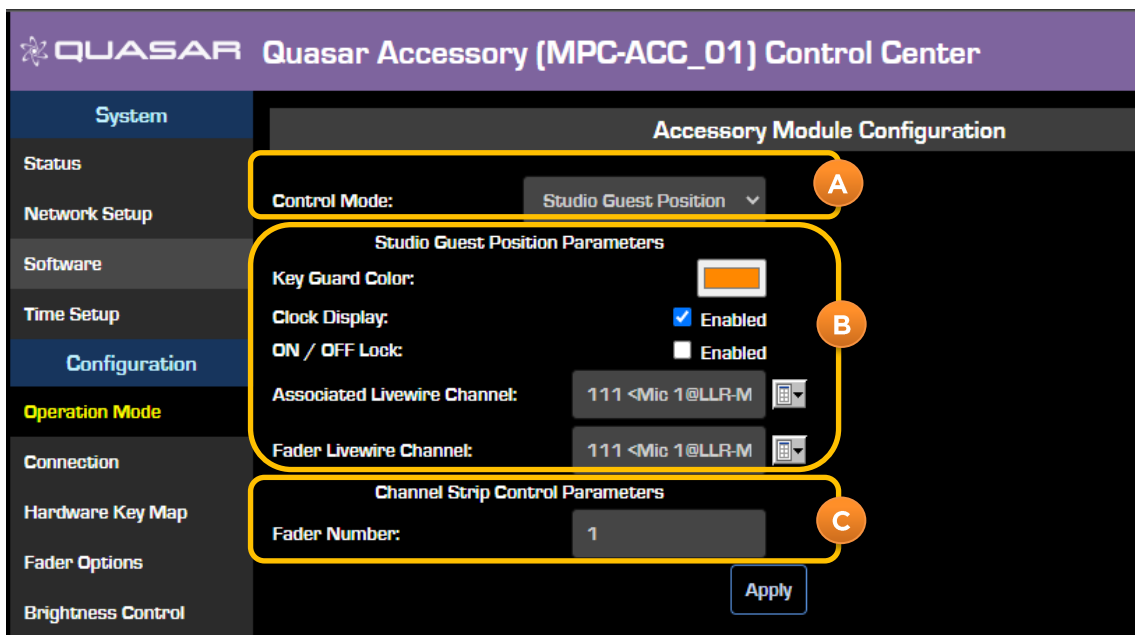 QUASAR Quasar Accessory (MPC-ACC_01) Control Center
System
Status
Network Setup
Software
Time Setup
Configuration
Operation Mode
Connection
Hardware Key Map
Fader Options
Brightness Control
Accessory Module Configuration
Control Mode: Studio Guest Position
A
Studio Guest Position Parameters
Key Guard Color:
Clock Display: Enabled
ON / OFF Lock: Enabled
B
Associated Livewire Channel: 111 <Mic 1@LLR-M
Fader Livewire Channel: 111 <Mic 1@LLR-M
Channel Strip Control Parameters
Fader Number: 1
C
Apply